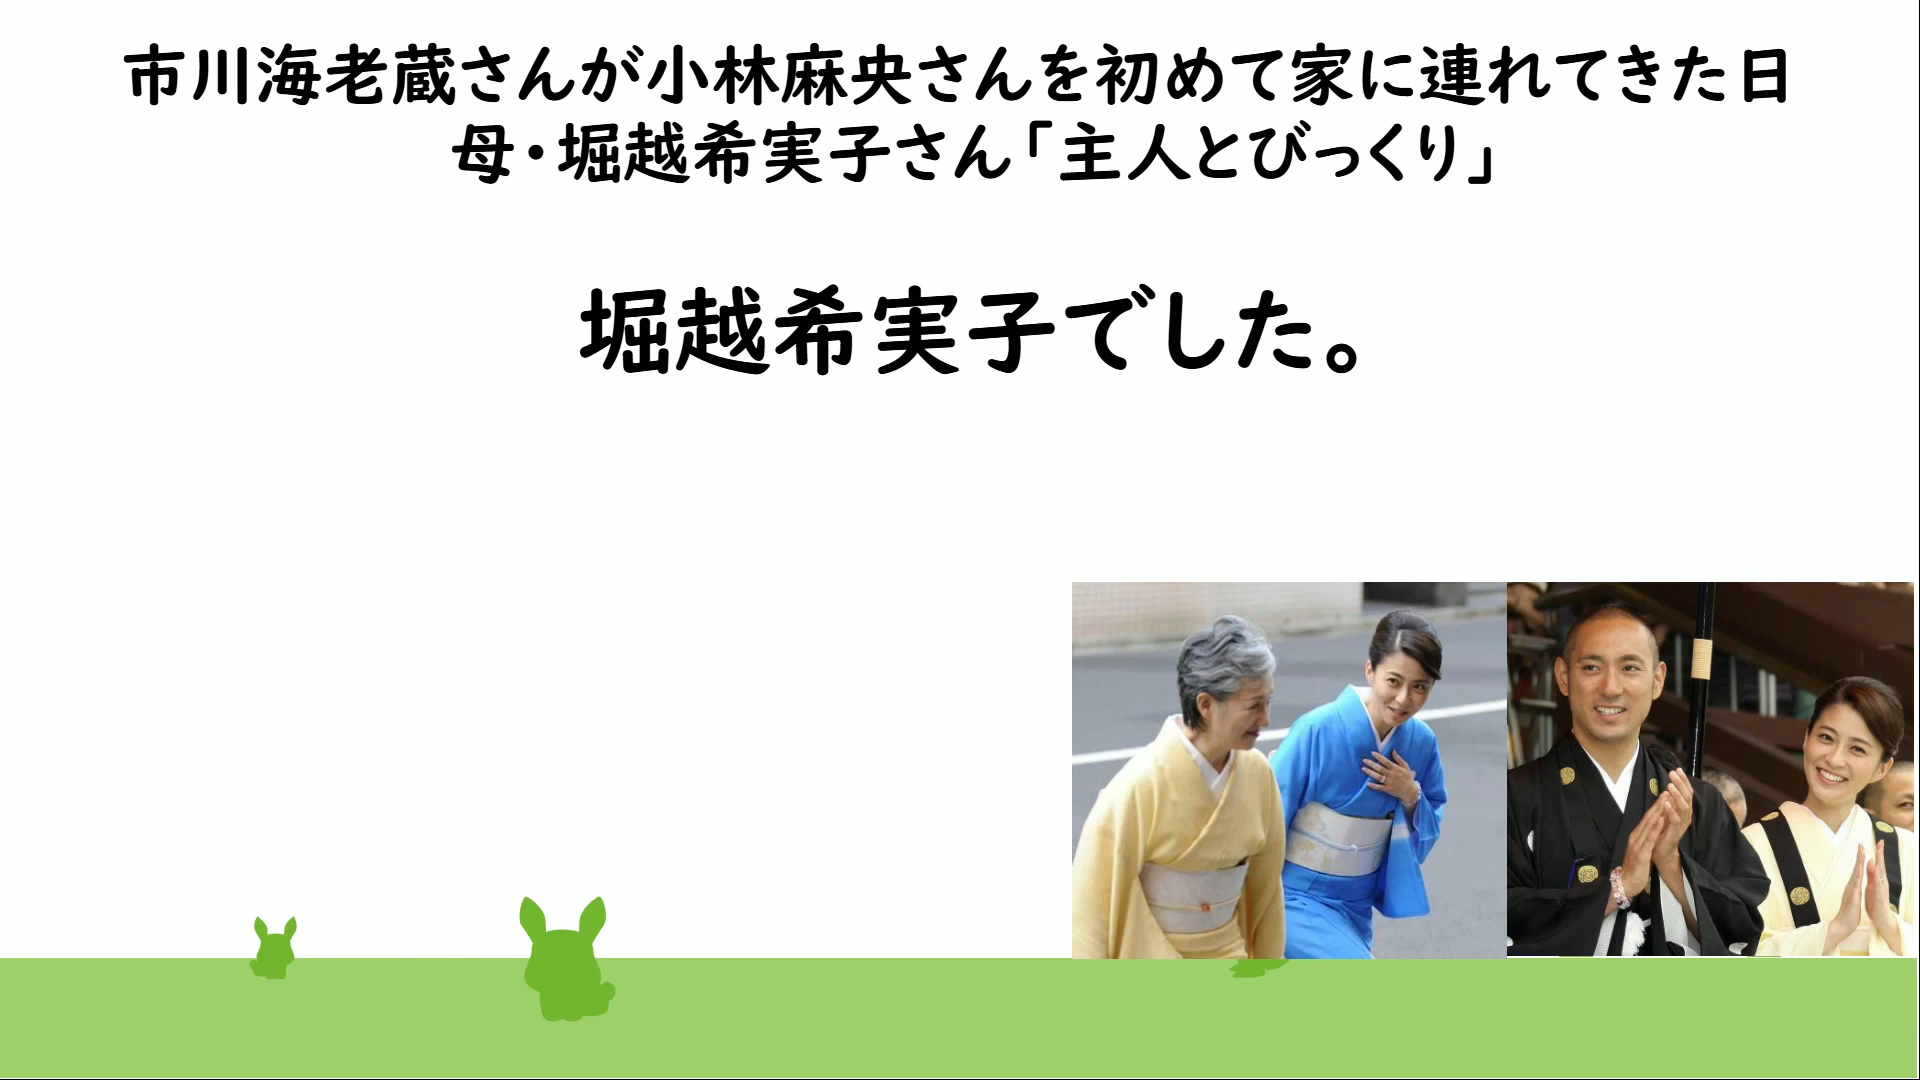 市川海老蔵さんが小林麻央さんを初めて家に連れてきた日
母・堀越希実子さん「主人とびっくり」
堀越希実子でした。